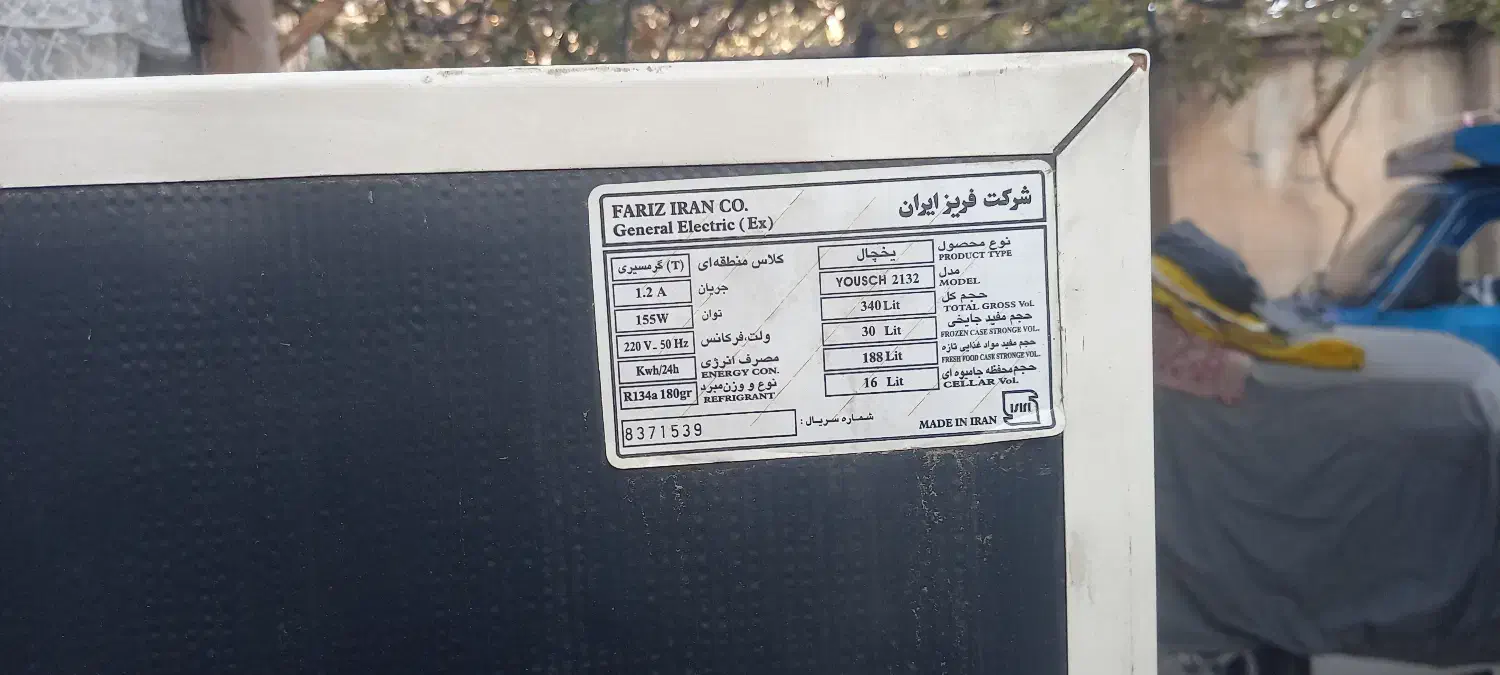 FARIZ IRAN CO.
General Electric (Ex)
شرکت فریز ایران
نوع محصول
PRODUCT TYPE
یخچال
مدل
MODEL
YOUSCH 2132
حجم کل
TOTAL GROSS VoL.
340 Lit
حجم مفید جایخی
FROZEN CASE STRONGE VOL.
30 Lit
حجم مفید مواد غذایی تازه
FRESH FOOD CASE STRONGE VOL.
188 Lit
حجم محفظه جامیوه ای
CELLAR VoL.
16 Lit
کلاس منطقه‌ای
(T) گرمسیری
جریان
1.2 A
توان
155W
ولت،فرکانس
220 V - 50 Hz
مصرف انرژی
ENERGY CON.
Kwh/24h
نوع و وزن مبرد
REFRIGRANT
R134a 180gr
شماره سریال :
8371539
MADE IN IRAN
ISIRI